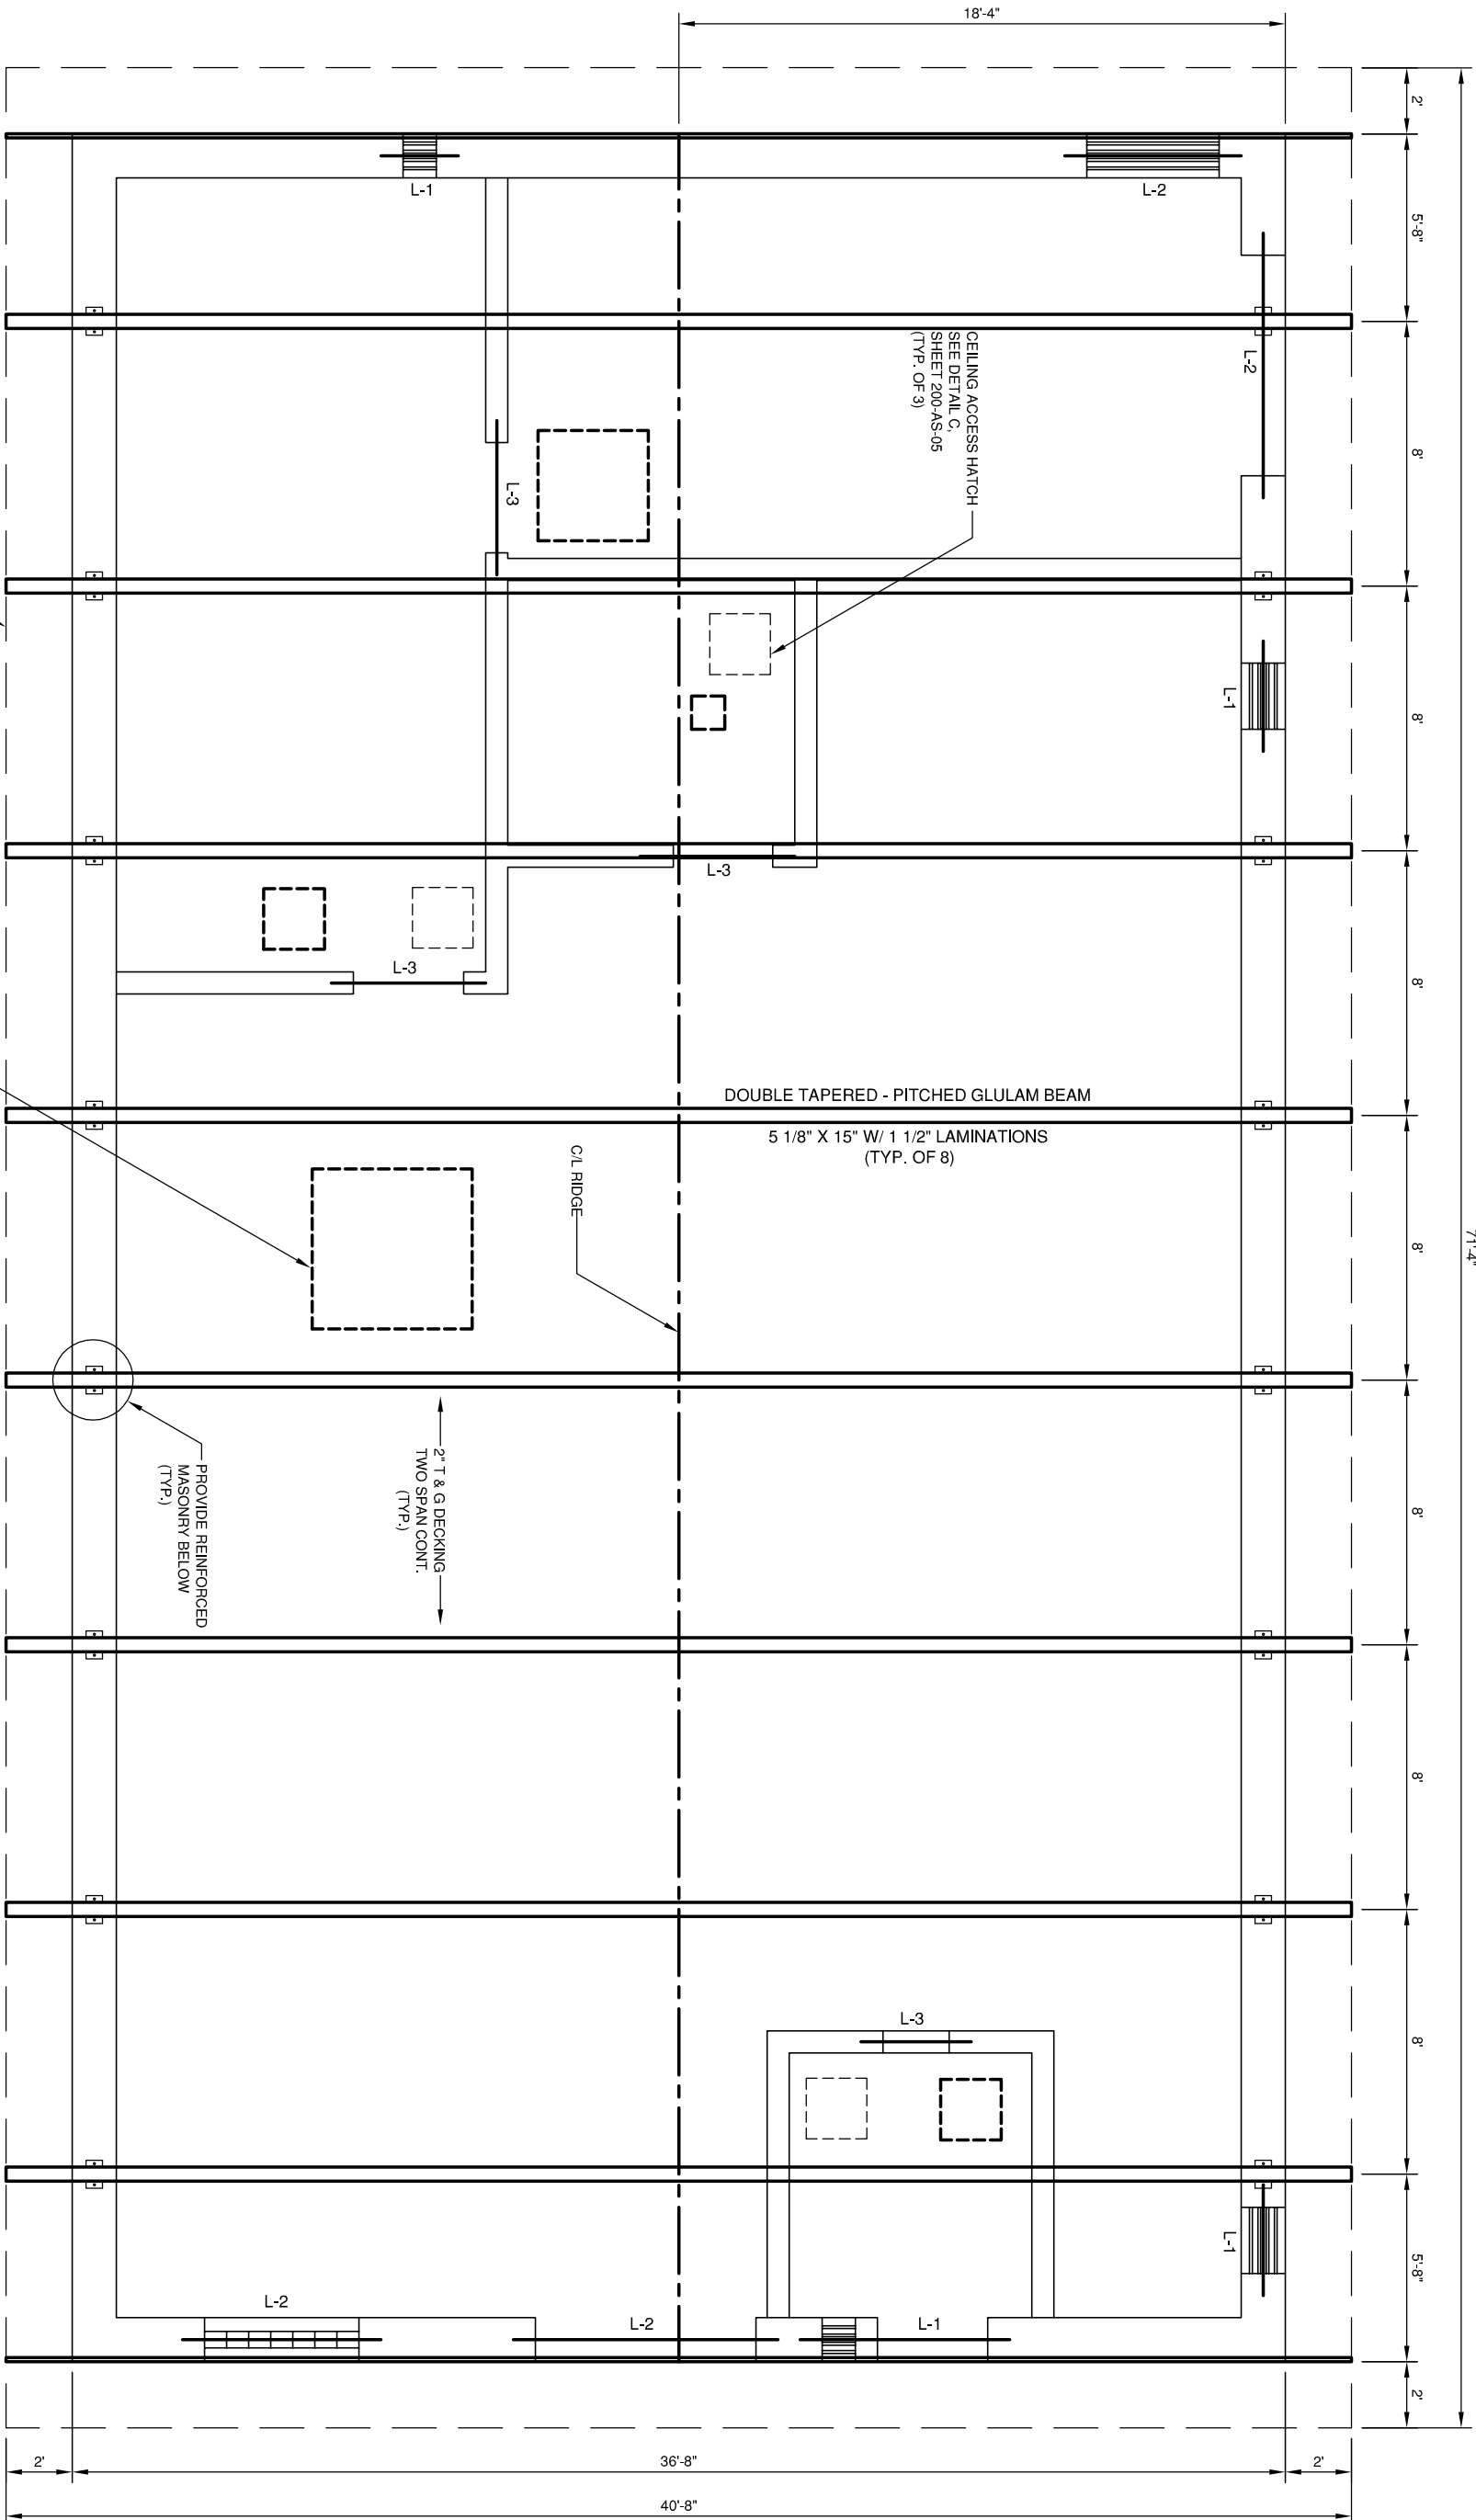 18'-4"
2'
5'-8"
8'
8'
8'
8'
8'
8'
8'
5'-8"
2'
71'-4"
L-1
L-2
L-2
CEILING ACCESS HATCH
SEE DETAIL C,
SHEET 200-AS-05
(TYP. OF 3)
L-3
L-1
L-3
L-3
DOUBLE TAPERED - PITCHED GLULAM BEAM
5 1/8" X 15" W/ 1 1/2" LAMINATIONS
(TYP. OF 8)
C/L RIDGE
2" T & G DECKING
TWO SPAN CONT.
(TYP.)
PROVIDE REINFORCED
MASONRY BELOW
(TYP.)
L-3
L-1
L-2
L-2
L-1
2'
36'-8"
2'
40'-8"